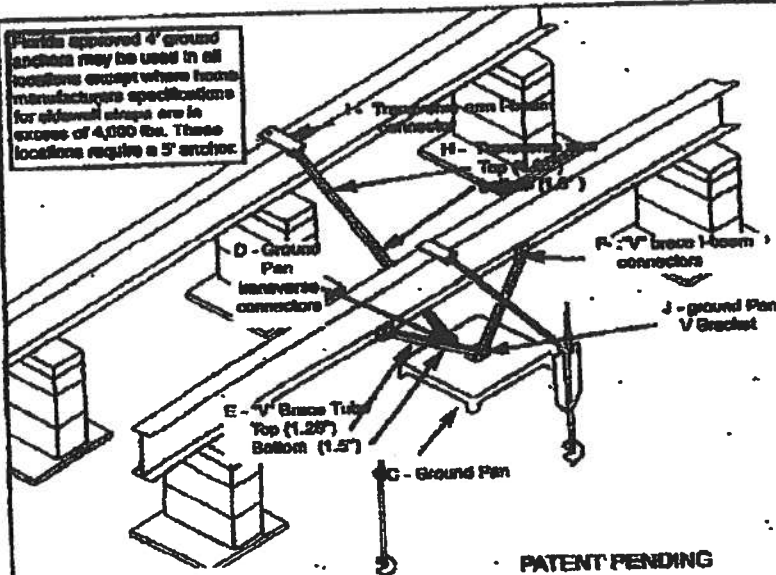 Florida approved 4' ground
anchors may be used in all
locations except where home
manufacturers specifications
for sidewall straps are in
excess of 4,000 lbs. These
locations require a 5' anchor.
I - Transverse arm I-beam
connector
H - Transverse
Top
(1.5")
D - Ground
Pan
transverse
connectors
F - "V" brace I-beam
connectors
J - ground Pan
V Bracket
E - "V" Brace Tube
Top (1.25")
Bottom (1.5")
C - Ground Pan
PATENT PENDING